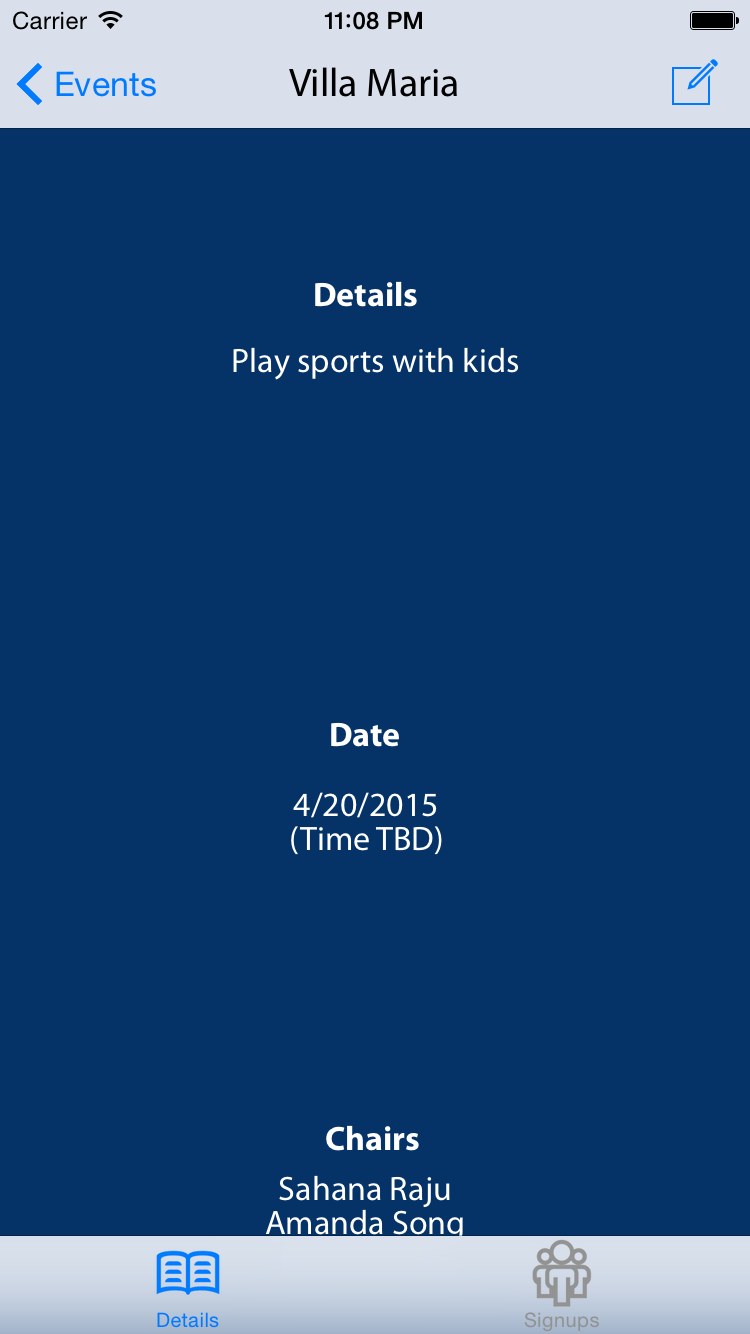 Carrier 11:08 PM
Events Villa Maria
Details
Play sports with kids
Date
4/20/2015
(Time TBD)
Chairs
Sahana Raju
Amanda Song
Details Signups